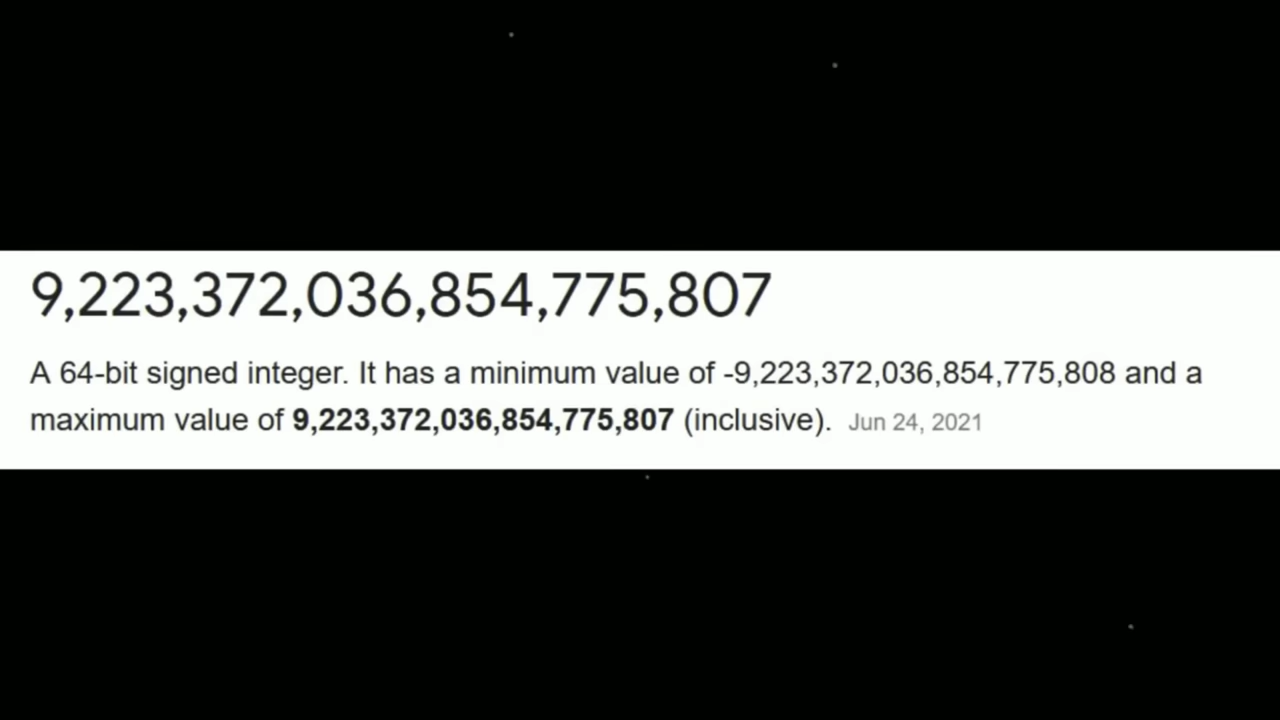 9,223,372,036,854,775,807
A 64-bit signed integer. It has a minimum value of -9,223,372,036,854,775,808 and a
maximum value of 9,223,372,036,854,775,807 (inclusive). Jun 24, 2021